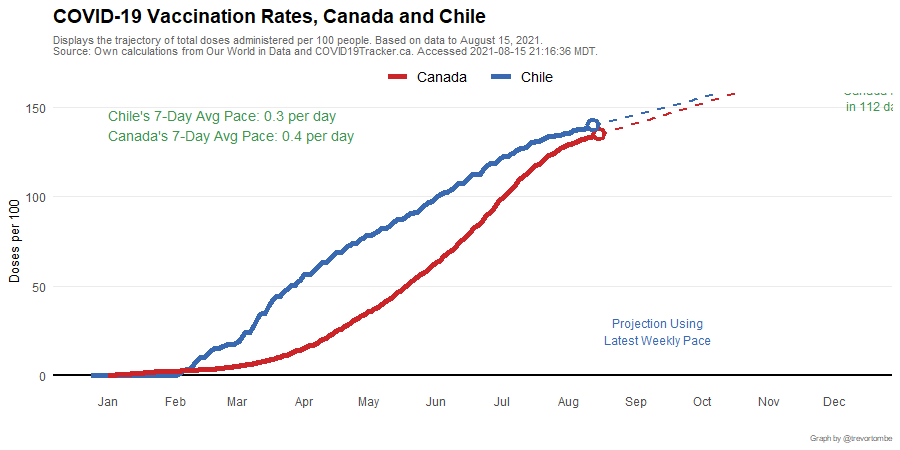 COVID-19 Vaccination Rates, Canada and Chile
Displays the trajectory of total doses administered per 100 people. Based on data to August 15, 2021.
Source: Own calculations from Our World in Data and COVID19Tracker.ca. Accessed 2021-08-15 21:16:36 MDT.
Canada Chile
in 112
Chile's 7-Day Avg Pace: 0.3 per day
Canada's 7-Day Avg Pace: 0.4 per day
150
100
50
0
Doses per 100
Projection Using
Latest Weekly Pace
Jan Feb Mar Apr May Jun Jul Aug Sep Oct Nov Dec
Graph by @trevortombe